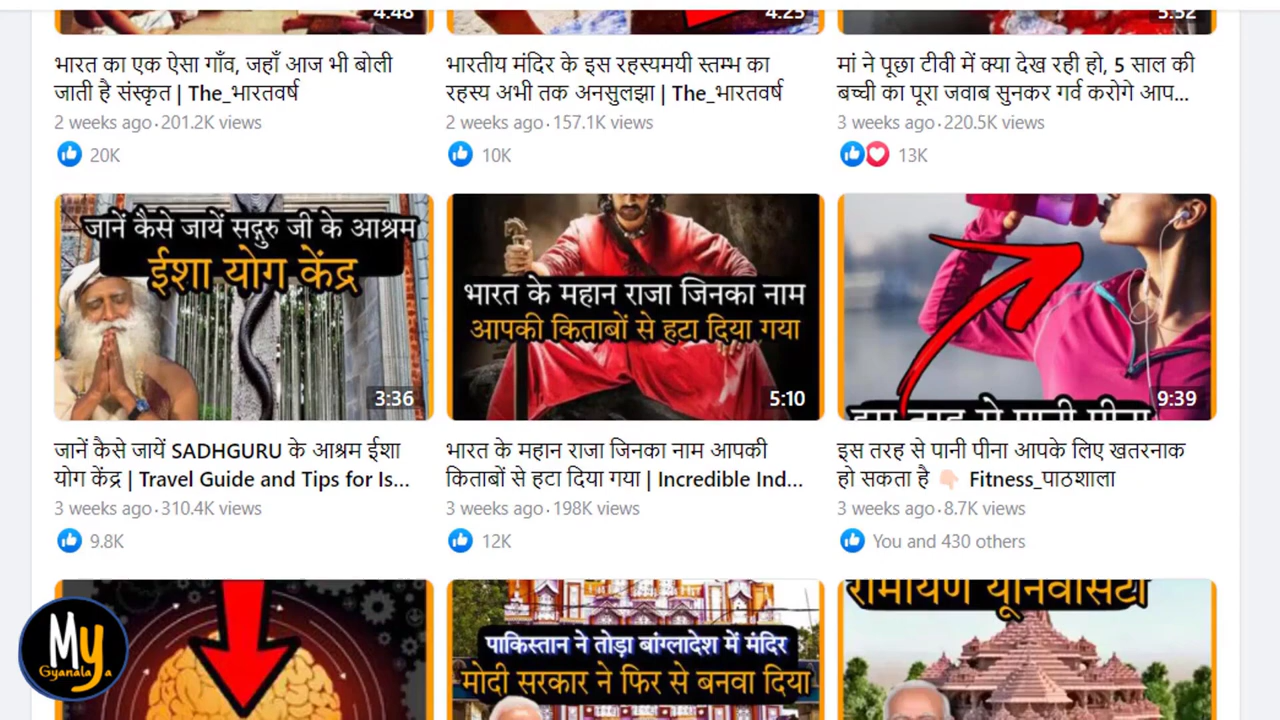 4:48
4:25
5:52
भारत का एक ऐसा गाँव, जहाँ आज भी बोली
जाती है संस्कृत | The_भारतवर्ष
2 weeks ago · 201.2K views
20K
भारतीय मंदिर के इस रहस्यमयी स्तम्भ का
रहस्य अभी तक अनसुलझा | The_भारतवर्ष
2 weeks ago · 157.1K views
10K
मां ने पूछा टीवी में क्या देख रही हो, 5 साल की
बच्ची का पूरा जवाब सुनकर गर्व करोगे आप...
3 weeks ago · 220.5K views
13K
जानें कैसे जायें सद्गुरु जी के आश्रम
ईशा योग केंद्र
3:36
जानें कैसे जायें SADHGURU के आश्रम ईशा
योग केंद्र | Travel Guide and Tips for Is...
3 weeks ago · 310.4K views
9.8K
भारत के महान राजा जिनका नाम
आपकी किताबों से हटा दिया गया
5:10
भारत के महान राजा जिनका नाम आपकी
किताबों से हटा दिया गया | Incredible Ind...
3 weeks ago · 198K views
12K
इस तरह से पानी पीना
9:39
इस तरह से पानी पीना आपके लिए खतरनाक
हो सकता है 👇🏻 Fitness_पाठशाला
3 weeks ago · 8.7K views
You and 430 others
पाकिस्तान ने तोड़ा बांग्लादेश में मंदिर
मोदी सरकार ने फिर से बनवा दिया
रामायण यूनिवर्सिटी
My
Gyanalaya